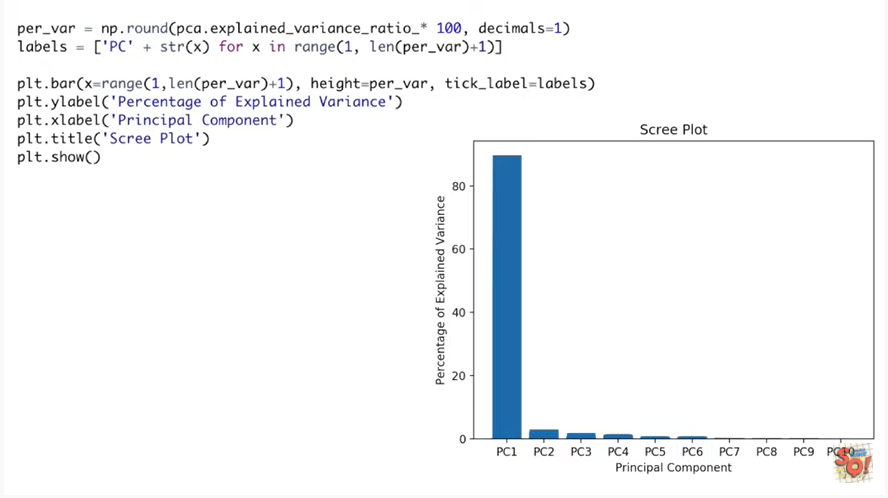 per_var = np.round(pca.explained_variance_ratio_* 100, decimals=1)
labels = ['PC' + str(x) for x in range(1, len(per_var)+1)]
plt.bar(x=range(1,len(per_var)+1), height=per_var, tick_label=labels)
plt.ylabel('Percentage of Explained Variance')
plt.xlabel('Principal Component')
plt.title('Scree Plot')
plt.show()
Scree Plot
Percentage of Explained Variance
80
60
40
20
0
PC1 PC2 PC3 PC4 PC5 PC6 PC7 PC8 PC9 PC10
Principal Component
SQ!